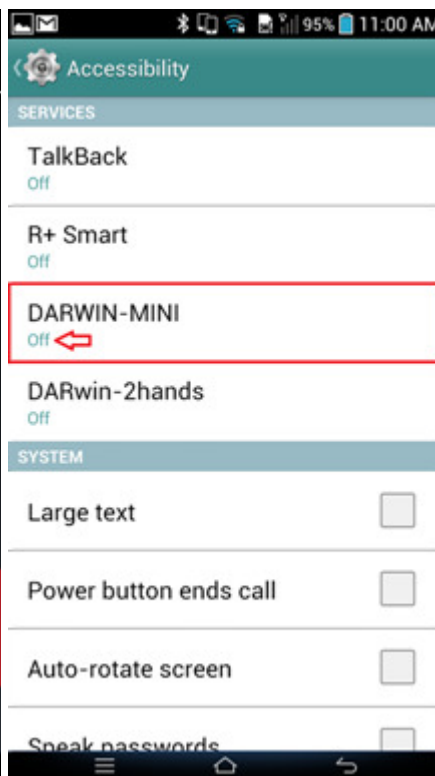 95% 11:00 AM
Accessibility
SERVICES
TalkBack
Off
R+ Smart
Off
DARWIN-MINI
Off
DARwin-2hands
Off
SYSTEM
Large text
Power button ends call
Auto-rotate screen
Speak passwords